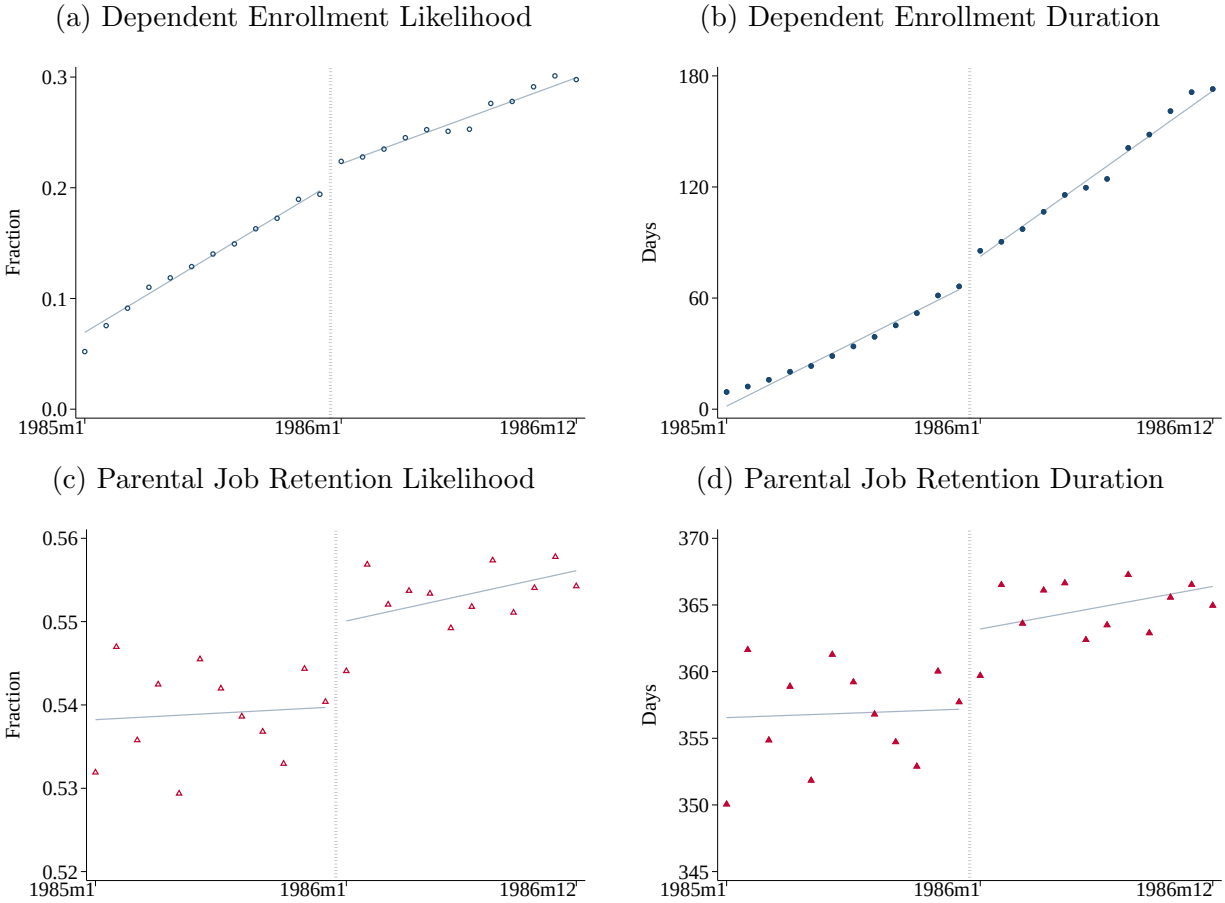 (a) Dependent Enrollment Likelihood
0.3
0.2
0.1
0.0
Fraction
1985m1
1986m1
1986m12
(b) Dependent Enrollment Duration
180
120
60
0
Days
1985m1
1986m1
1986m12
(c) Parental Job Retention Likelihood
0.56
0.55
0.54
0.53
0.52
Fraction
1985m1
1986m1
1986m12
(d) Parental Job Retention Duration
370
365
360
355
350
345
Days
1985m1
1986m1
1986m12